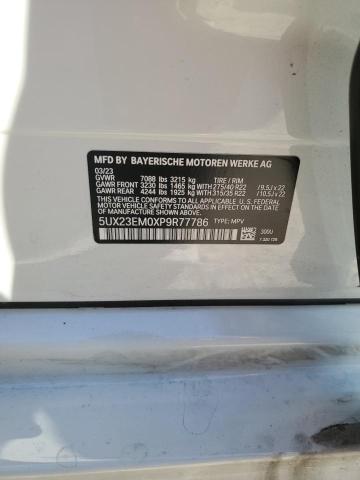 MFD BY BAYERISCHE MOTOREN WERKE AG
03/23
GVWR 7088 lbs 3215 kg TIRE / RIM
GAWR FRONT 3230 lbs 1465 kg 275/40 R22 /9.5J x 22
GAWR REAR 4244 lbs 1925 kg 315/35 R22 /10.5J x 22
THIS VEHICLE CONFORMS TO ALL APPLICABLE U.S. FEDERAL
MOTOR VEHICLE SAFETY STANDARDS IN EFFECT ON
THE DATE OF MANUFACTURE SHOWN ABOVE.
5UX23EM0XP9R77786 TYPE: MPV
300U